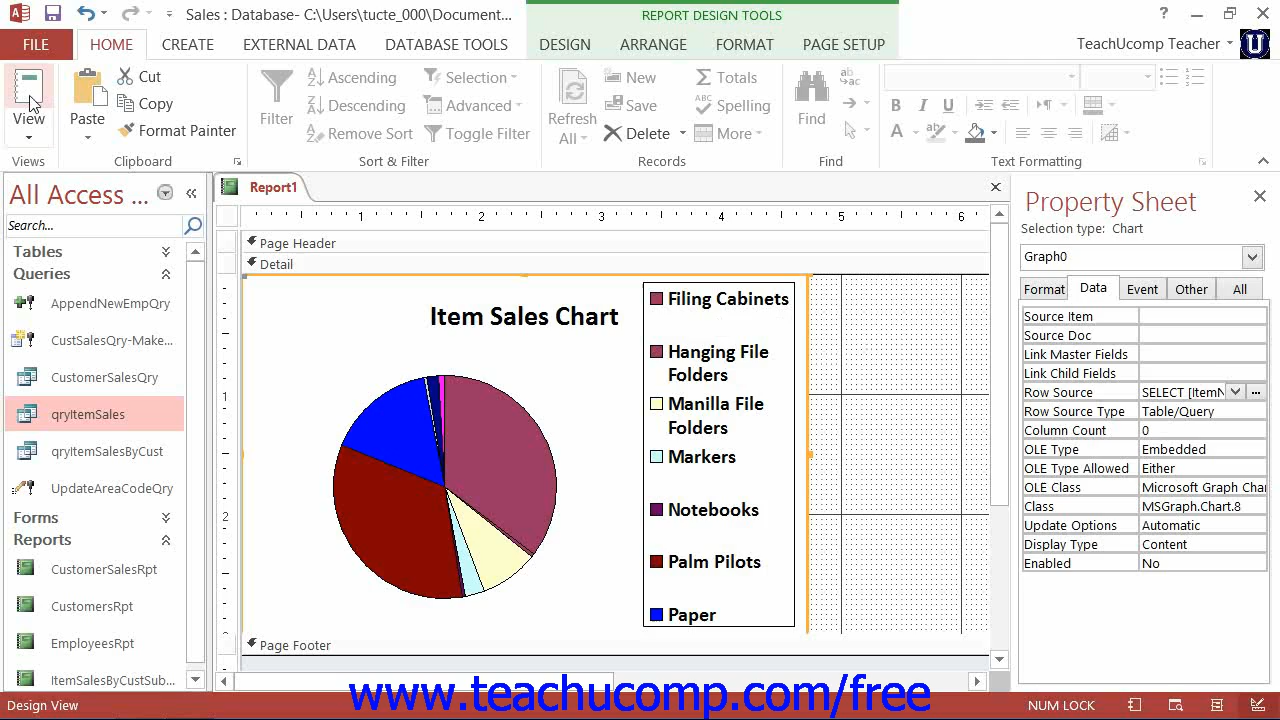 Sales : Database- C:\Users\tucte_000\Document...
REPORT DESIGN TOOLS
?
FILE
HOME
CREATE
EXTERNAL DATA
DATABASE TOOLS
DESIGN
ARRANGE
FORMAT
PAGE SETUP
TeachUcomp Teacher
View
Views
Paste
Cut
Copy
Format Painter
Clipboard
Filter
Ascending
Descending
Remove Sort
Selection
Advanced
Toggle Filter
Sort & Filter
Refresh
All
New
Save
Delete
Totals
Spelling
More
Records
Find
Find
B I U
A
Text Formatting
All Access ...
Search...
Tables
Queries
AppendNewEmpQry
CustSalesQry-Make...
CustomerSalesQry
qryItemSales
qryItemSalesByCust
UpdateAreaCodeQry
Forms
Reports
CustomerSalesRpt
CustomersRpt
EmployeesRpt
ItemSalesByCustSub...
Report1
1 2 3 4 5 6
Page Header
Detail
1
2
Item Sales Chart
Filing Cabinets
Hanging File
Folders
Manilla File
Folders
Markers
Notebooks
Palm Pilots
Paper
Page Footer
Property Sheet
Selection type: Chart
Graph0
Format Data Event Other All
Source Item
Source Doc
Link Master Fields
Link Child Fields
Row Source SELECT [ItemN ...
Row Source Type Table/Query
Column Count 0
OLE Type Embedded
OLE Type Allowed Either
OLE Class Microsoft Graph Char
Class MSGraph.Chart.8
Update Options Automatic
Display Type Content
Enabled No
www.teachucomp.com/free
Design View
NUM LOCK